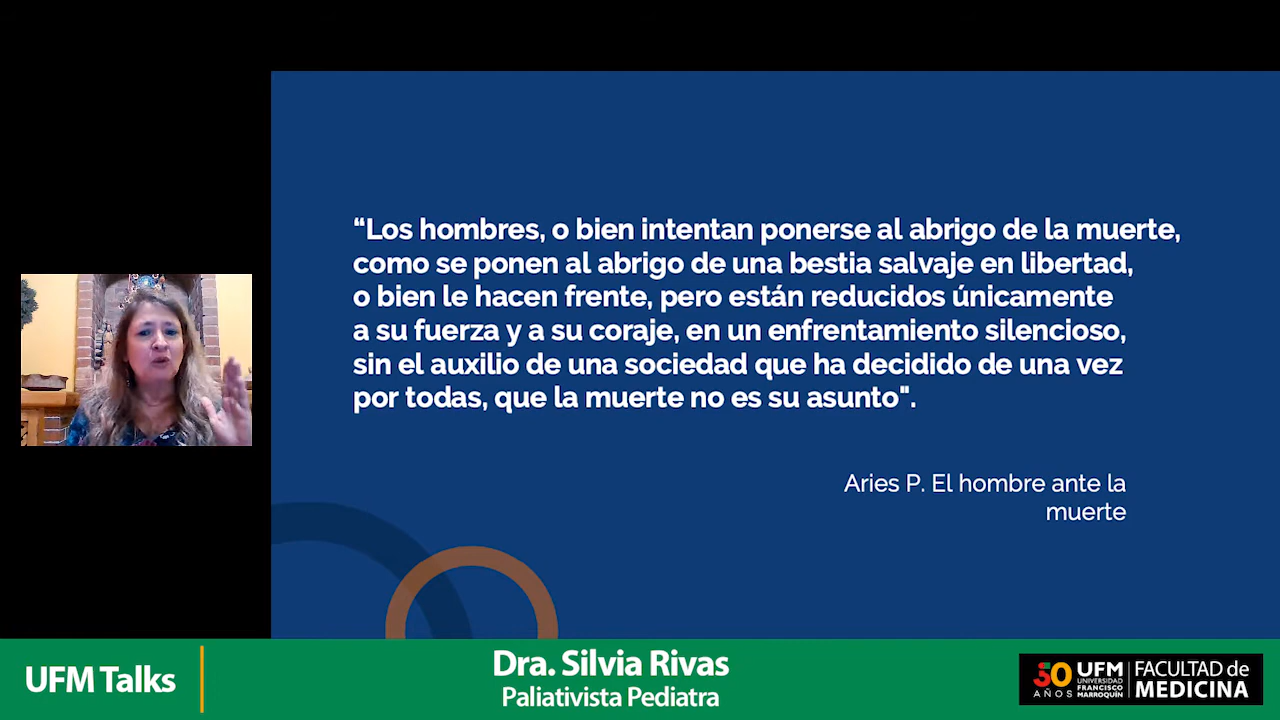 “Los hombres, o bien intentan ponerse al abrigo de la muerte,
como se ponen al abrigo de una bestia salvaje en libertad,
o bien le hacen frente, pero están reducidos únicamente
a su fuerza y a su coraje, en un enfrentamiento silencioso,
sin el auxilio de una sociedad que ha decidido de una vez
por todas, que la muerte no es su asunto".
Aries P. El hombre ante la
muerte
UFM Talks
Dra. Silvia Rivas
Paliativista Pediatra
50
AÑOS
UFM
UNIVERSIDAD
FRANCISCO
MARROQUÍN
FACULTAD de
MEDICINA